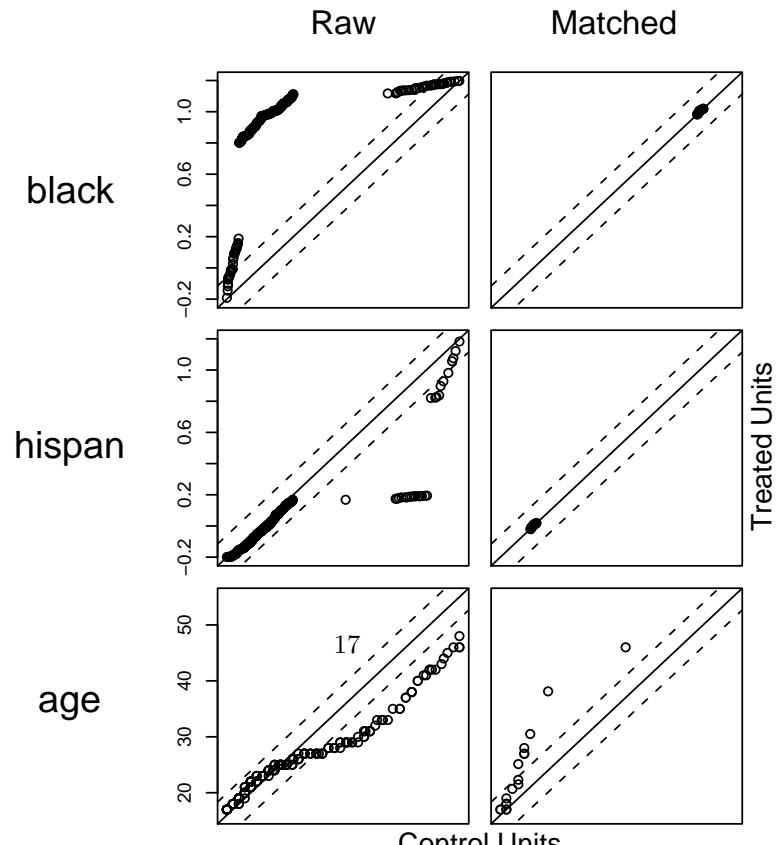 Raw Matched
black
1.0
0.6
0.2
−0.2
hispan
1.0
0.6
0.2
−0.2
Treated Units
age
50
40
30
20
17
Control Units